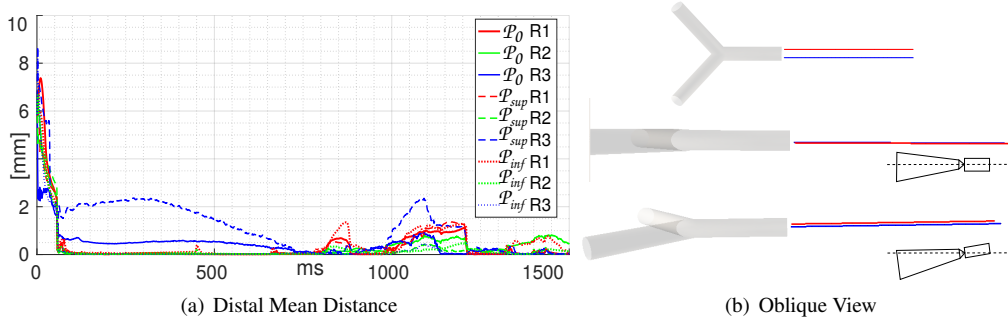 10
8
6
4
2
0
[mm]
0
500
ms
1000
1500
𝒫0 R1
𝒫0 R2
𝒫0 R3
𝒫sup R1
𝒫sup R2
𝒫sup R3
𝒫inf R1
𝒫inf R2
𝒫inf R3
(a) Distal Mean Distance
(b) Oblique View